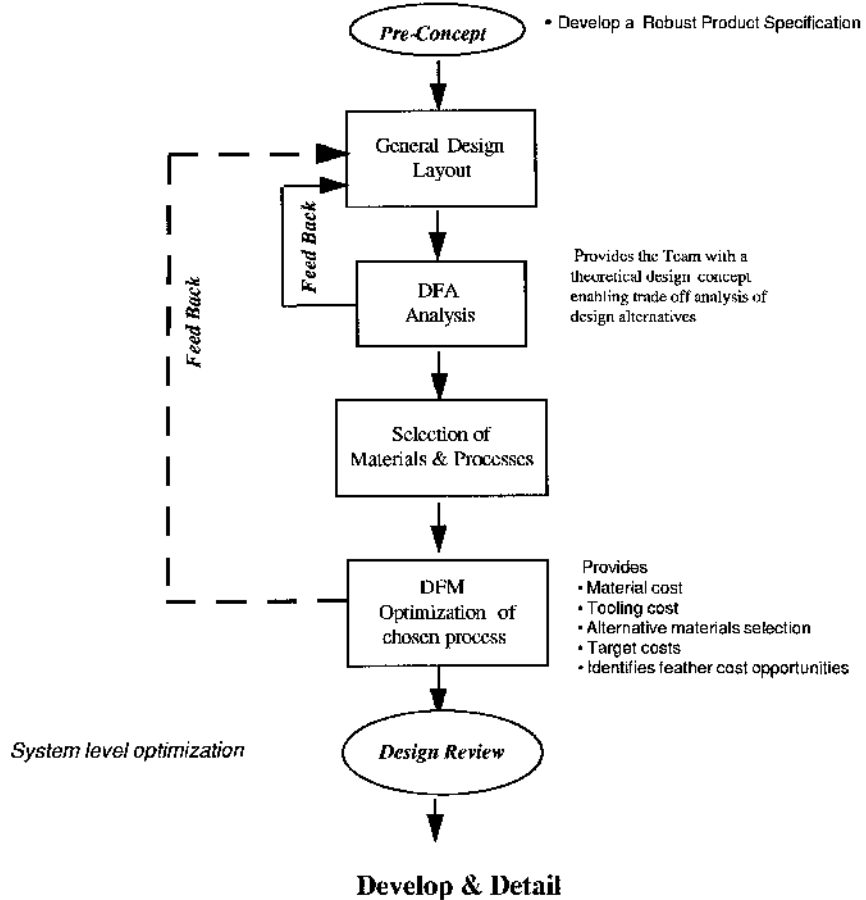 Pre-Concept
• Develop a Robust Product Specification
General Design
Layout
Feed Back
Feed Back
DFA
Analysis
Provides the Team with a
theoretical design concept
enabling trade off analysis of
design alternatives
Selection of
Materials & Processes
DFM
Optimization of
chosen process
Provides
• Material cost
• Tooling cost
• Alternative materials selection
• Target costs
• Identifies feather cost opportunities
System level optimization
Design Review
Develop & Detail